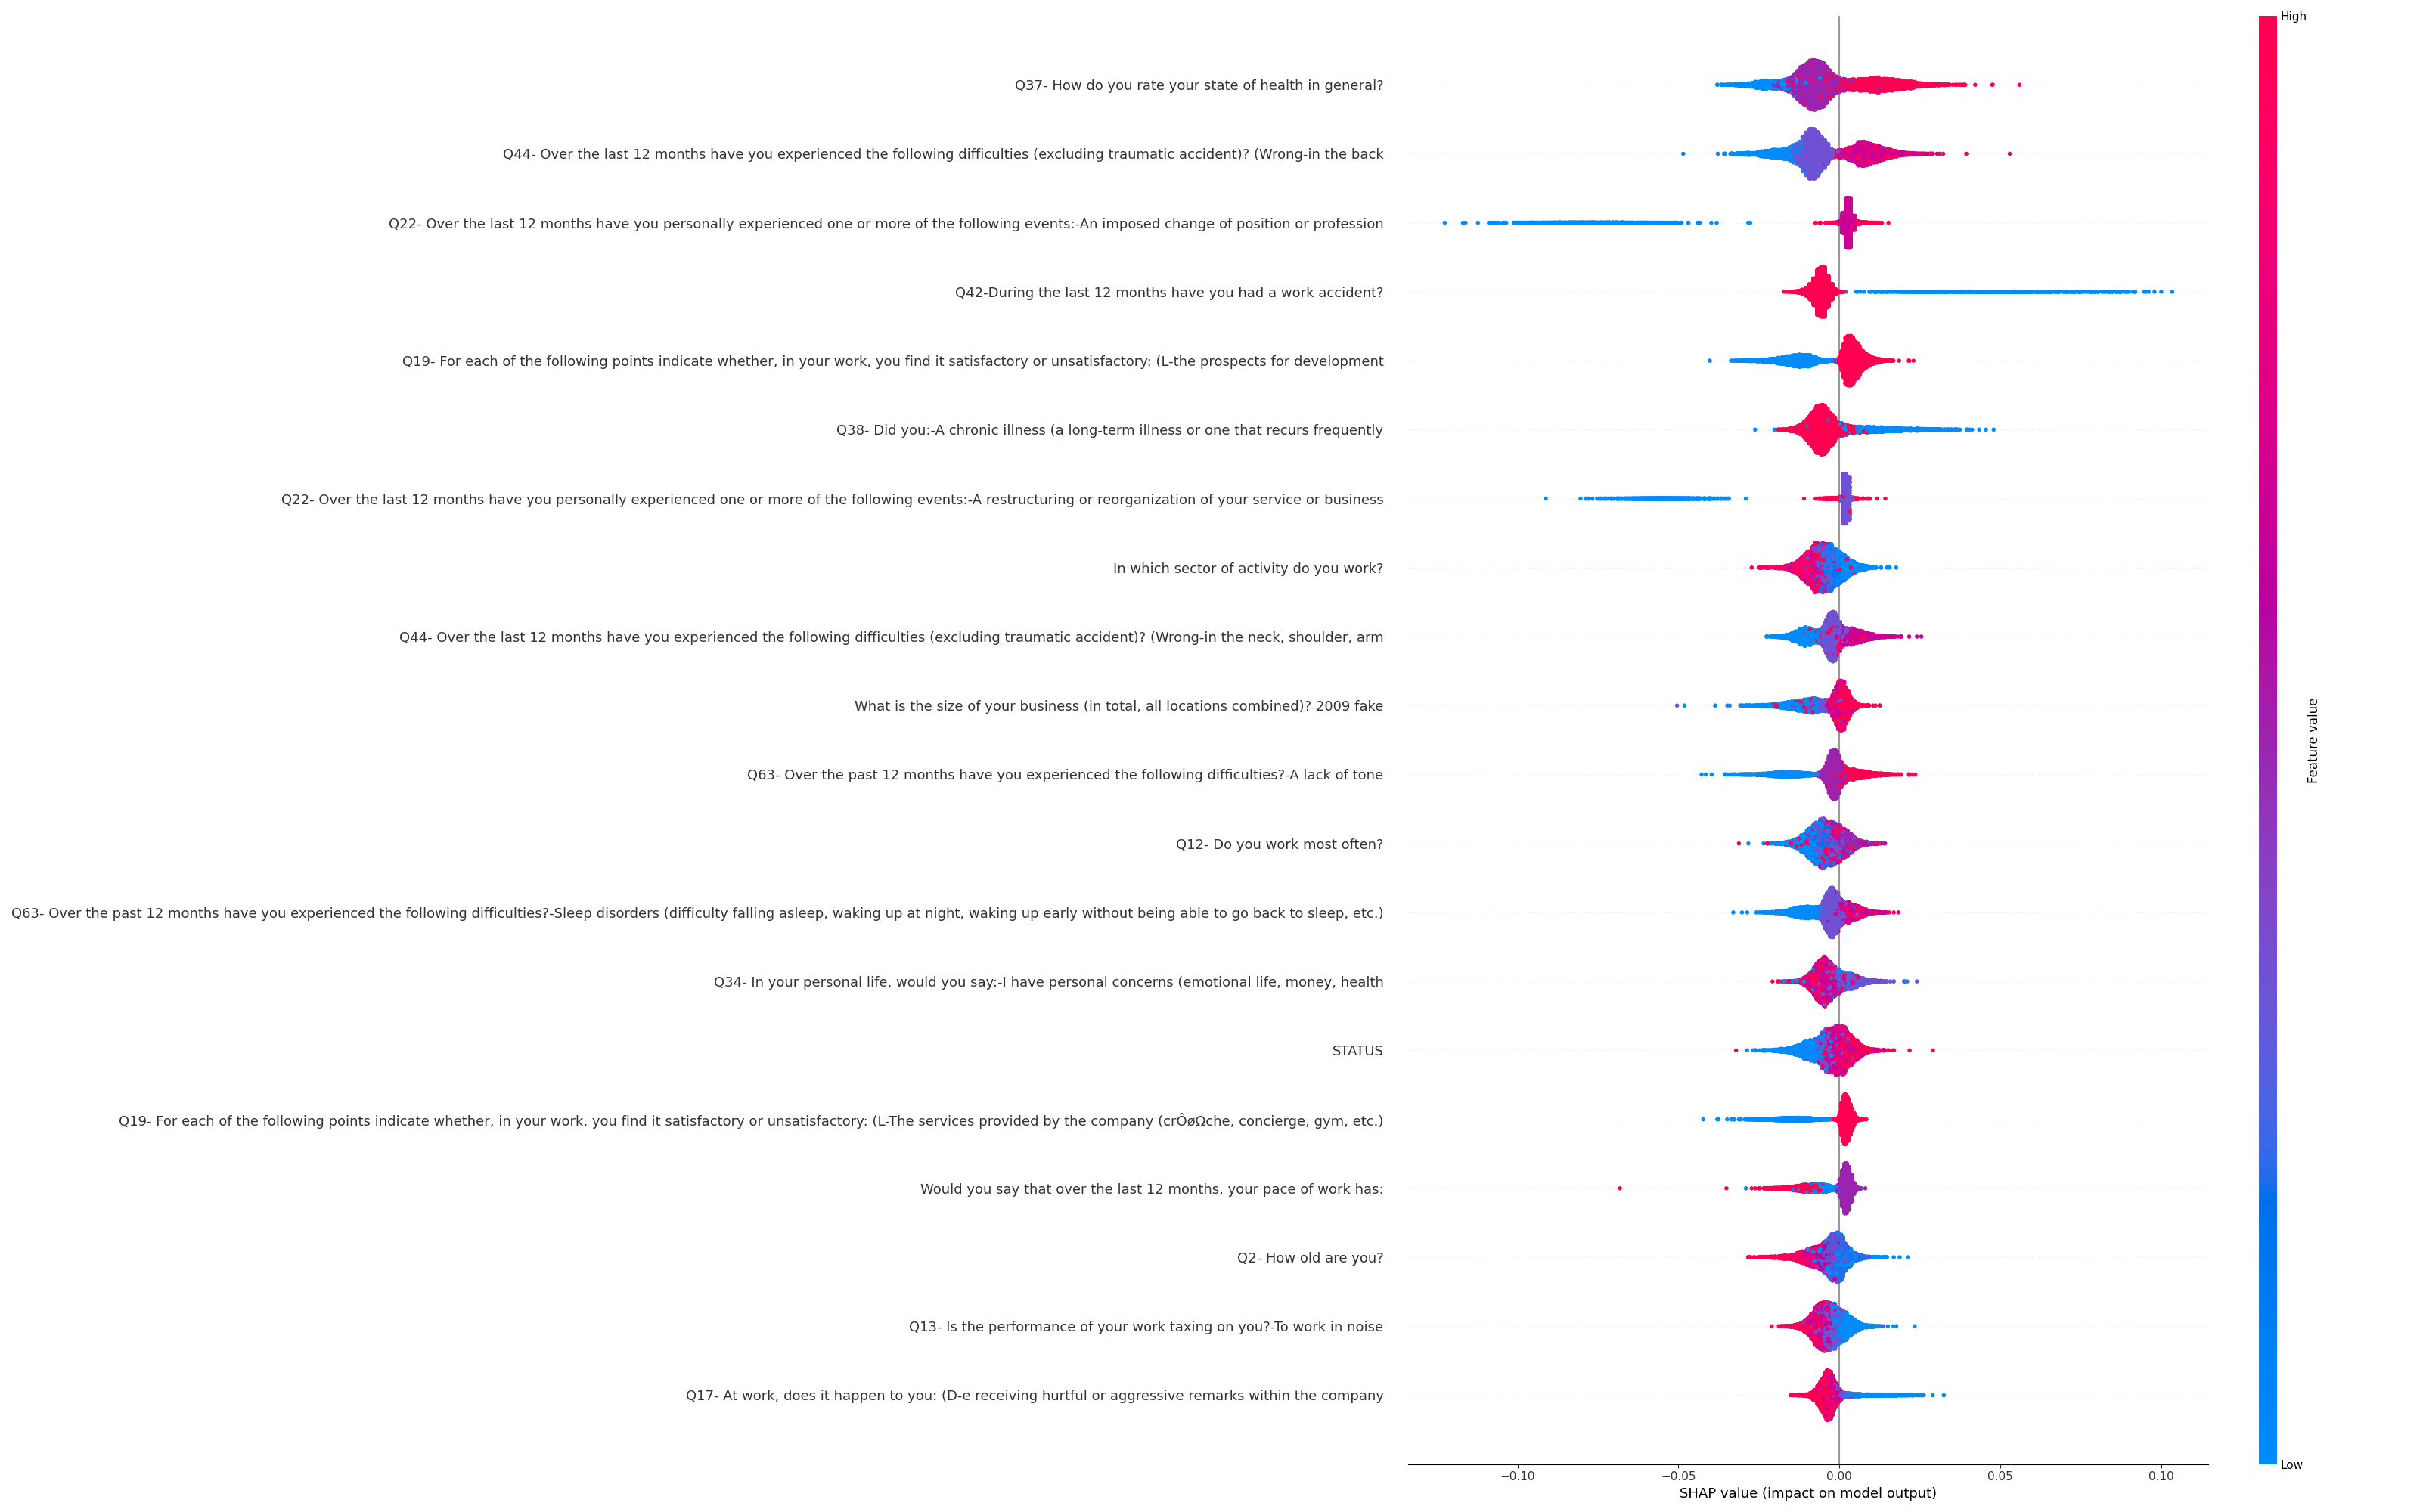 High
Q37- How do you rate your state of health in general?
Q44- Over the last 12 months have you experienced the following difficulties (excluding traumatic accident)? (Wrong-in the back
Q22- Over the last 12 months have you personally experienced one or more of the following events:-An imposed change of position or profession
Q42-During the last 12 months have you had a work accident?
Q19- For each of the following points indicate whether, in your work, you find it satisfactory or unsatisfactory: (L-the prospects for development
Q38- Did you:-A chronic illness (a long-term illness or one that recurs frequently
Q22- Over the last 12 months have you personally experienced one or more of the following events:-A restructuring or reorganization of your service or business
In which sector of activity do you work?
Q44- Over the last 12 months have you experienced the following difficulties (excluding traumatic accident)? (Wrong-in the neck, shoulder, arm
What is the size of your business (in total, all locations combined)? 2009 fake
Q63- Over the past 12 months have you experienced the following difficulties?-A lack of tone
Q12- Do you work most often?
Q63- Over the past 12 months have you experienced the following difficulties?-Sleep disorders (difficulty falling asleep, waking up at night, waking up early without being able to go back to sleep, etc.)
Q34- In your personal life, would you say:-I have personal concerns (emotional life, money, health
STATUS
Q19- For each of the following points indicate whether, in your work, you find it satisfactory or unsatisfactory: (L-The services provided by the company (crÔøΩche, concierge, gym, etc.)
Would you say that over the last 12 months, your pace of work has:
Q2- How old are you?
Q13- Is the performance of your work taxing on you?-To work in noise
Q17- At work, does it happen to you: (D-e receiving hurtful or aggressive remarks within the company
Feature value
Low
−0.10 −0.05 0.00 0.05 0.10
SHAP value (impact on model output)